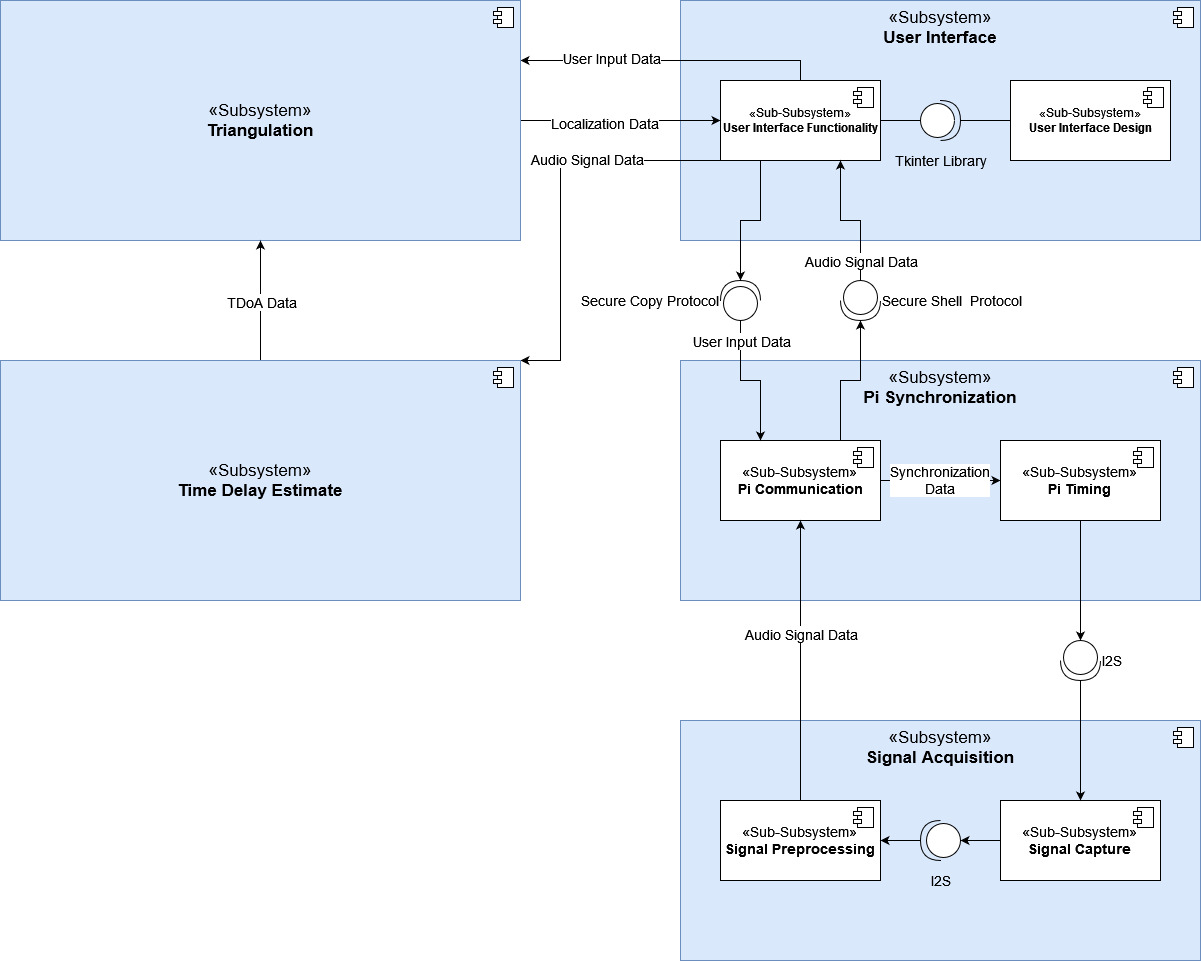 «Subsystem»
Triangulation
«Subsystem»
User Interface
User Input Data
Localization Data
Audio Signal Data
«Sub-Subsystem»
User Interface Functionality
Tkinter Library
«Sub-Subsystem»
User Interface Design
TDoA Data
Secure Copy Protocol
User Input Data
Audio Signal Data
Secure Shell  Protocol
«Subsystem»
Time Delay Estimate
«Subsystem»
Pi Synchronization
«Sub-Subsystem»
Pi Communication
Synchronization
Data
«Sub-Subsystem»
Pi Timing
Audio Signal Data
I2S
«Subsystem»
Signal Acquisition
«Sub-Subsystem»
Signal Preprocessing
I2S
«Sub-Subsystem»
Signal Capture